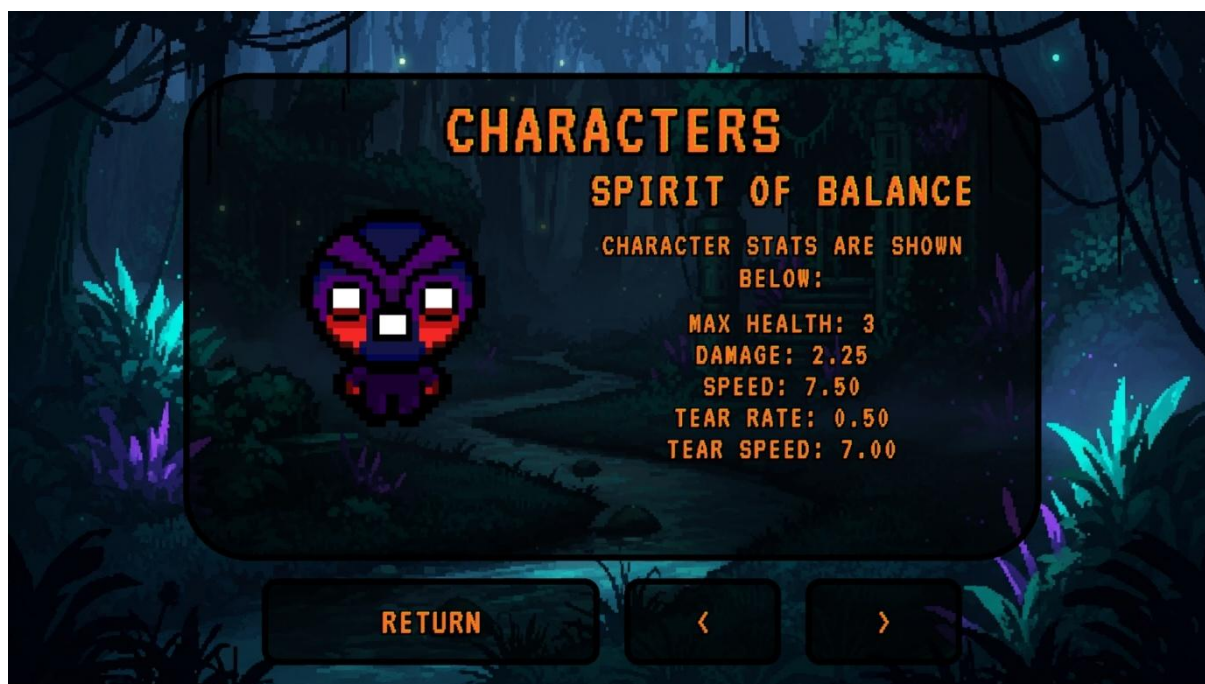 CHARACTERS
SPIRIT OF BALANCE
CHARACTER STATS ARE SHOWN
BELOW:
MAX HEALTH: 3
DAMAGE: 2.25
SPEED: 7.50
TEAR RATE: 0.50
TEAR SPEED: 7.00
RETURN
<
>